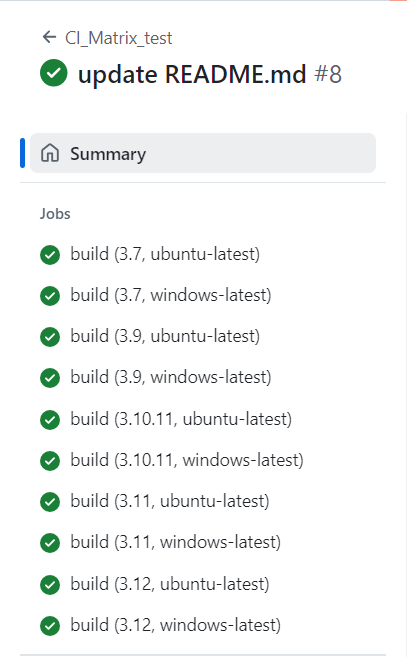 CI_Matrix_test
update README.md #8
Summary
Jobs
build (3.7, ubuntu-latest)
build (3.7, windows-latest)
build (3.9, ubuntu-latest)
build (3.9, windows-latest)
build (3.10.11, ubuntu-latest)
build (3.10.11, windows-latest)
build (3.11, ubuntu-latest)
build (3.11, windows-latest)
build (3.12, ubuntu-latest)
build (3.12, windows-latest)